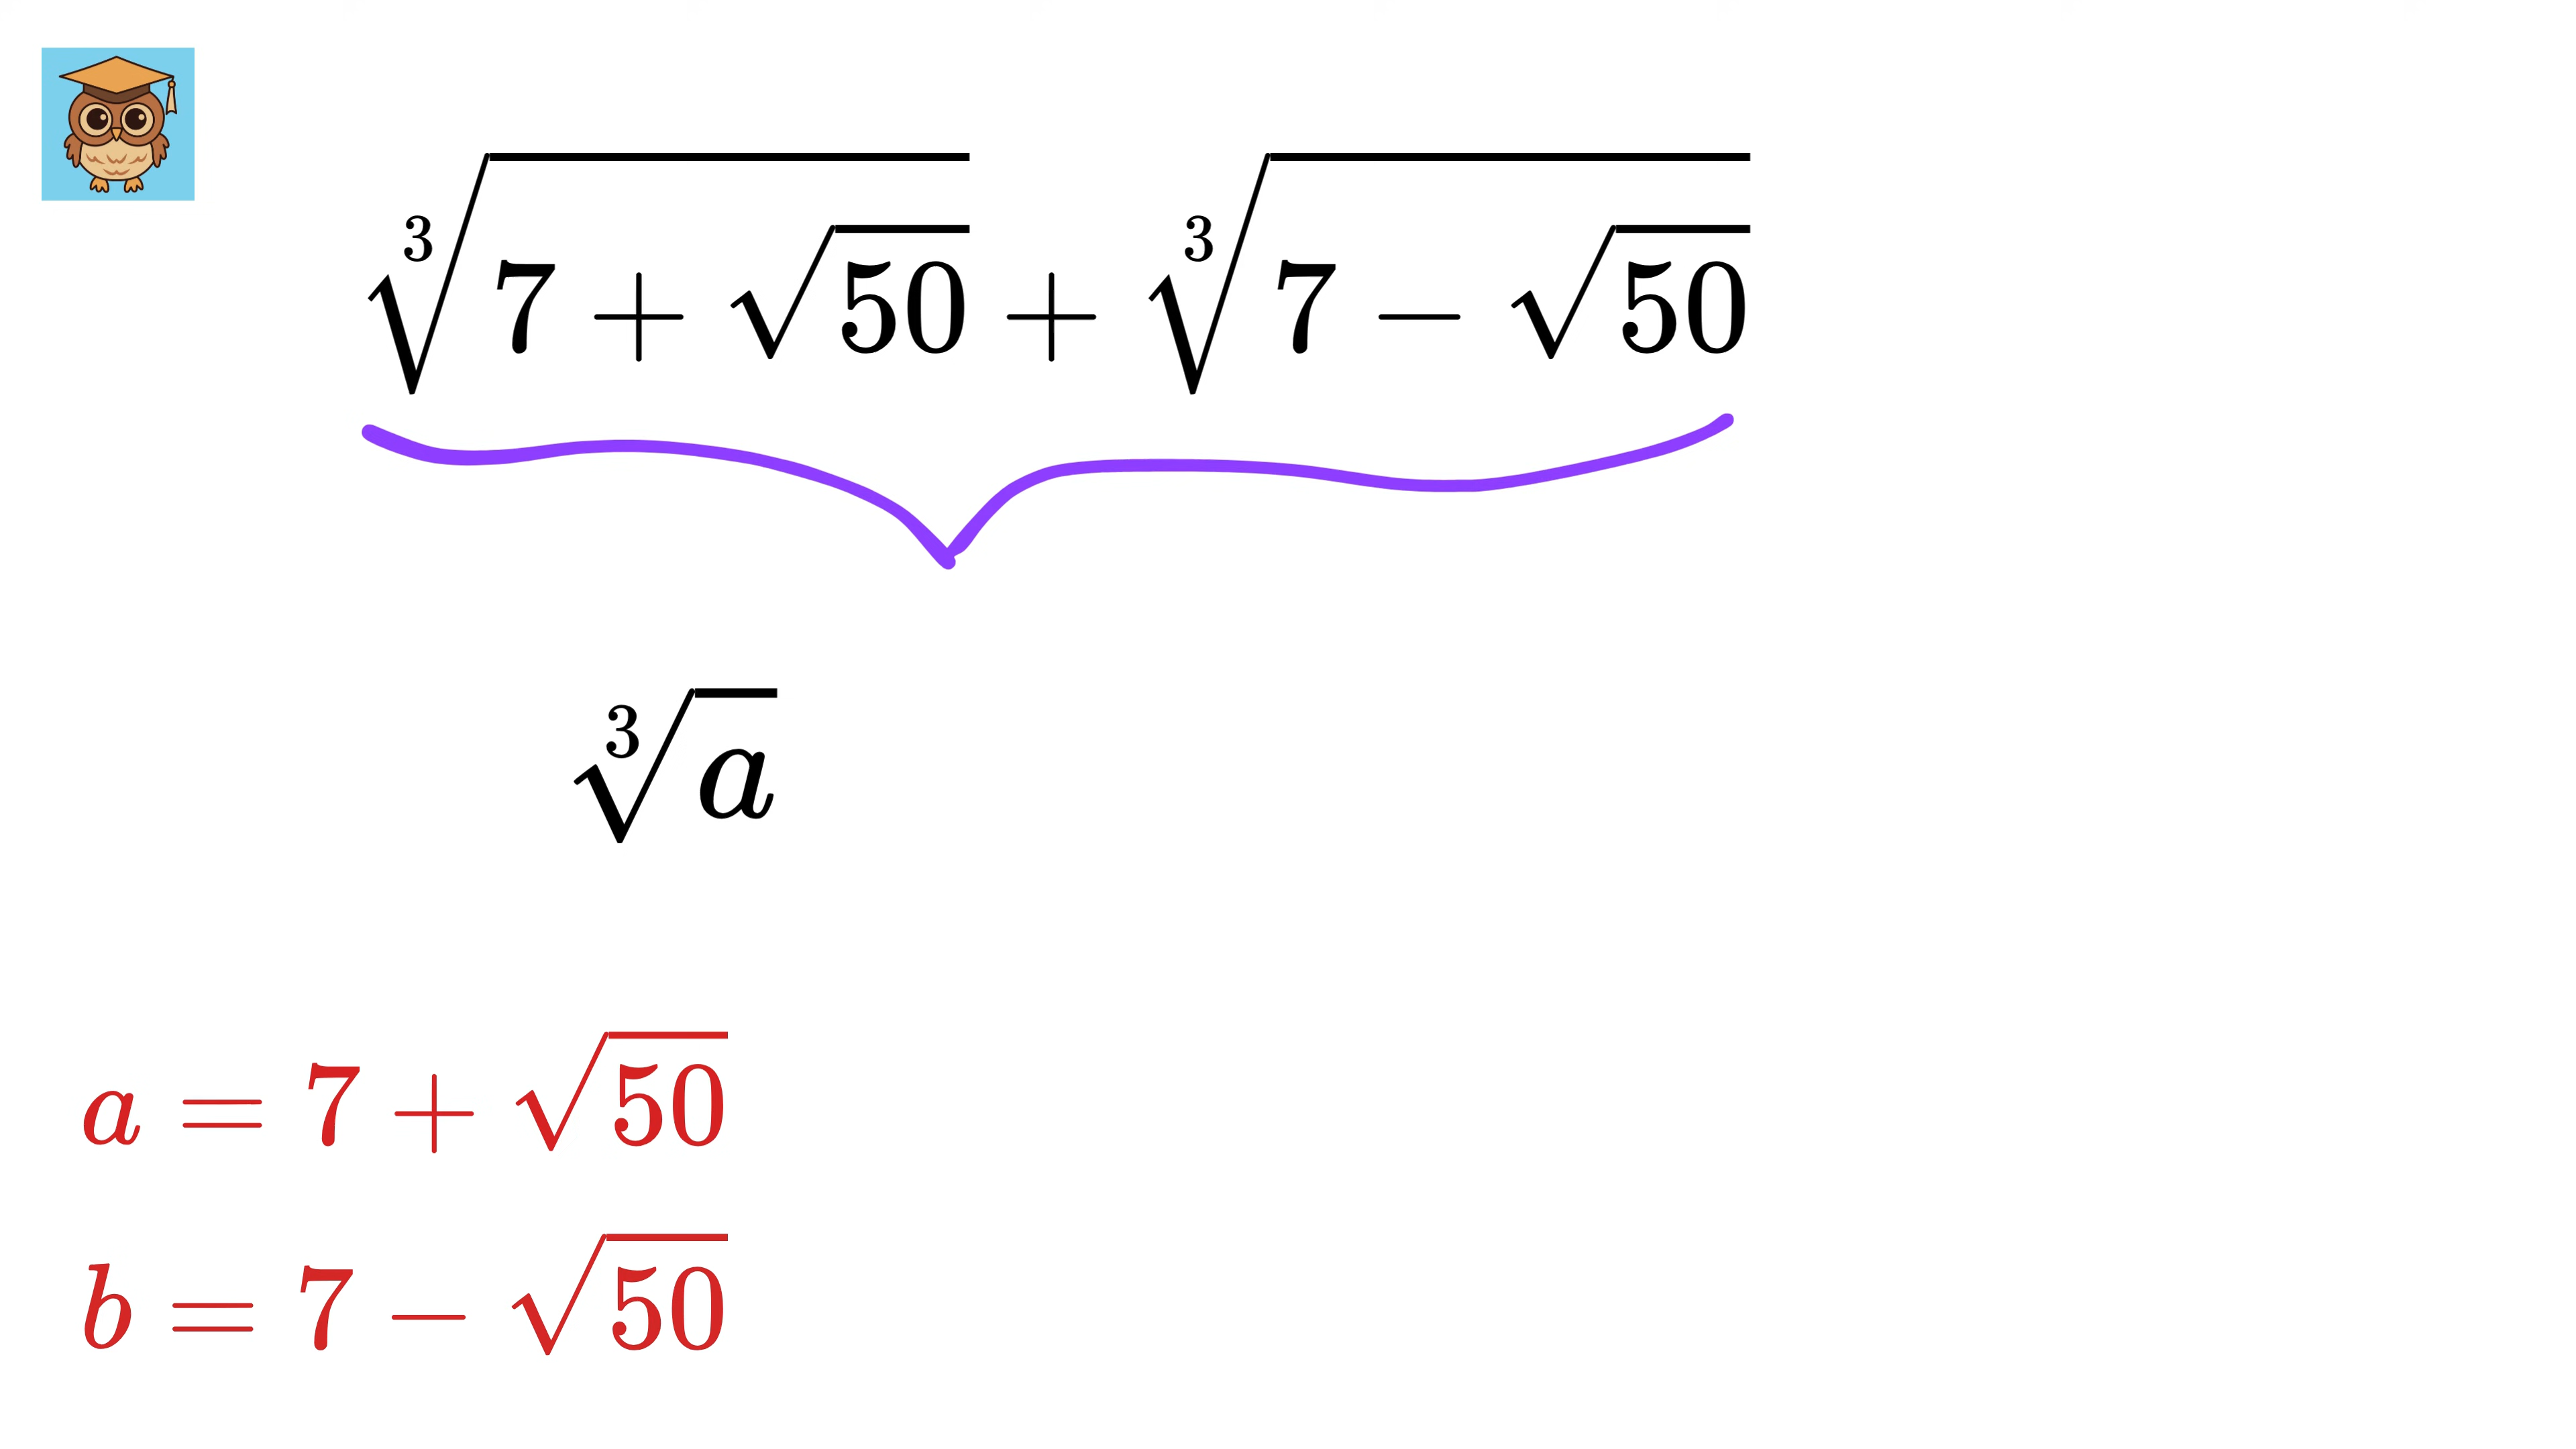 ∛(7 + √50) + ∛(7 − √50)
∛a
a = 7 + √50
b = 7 − √50